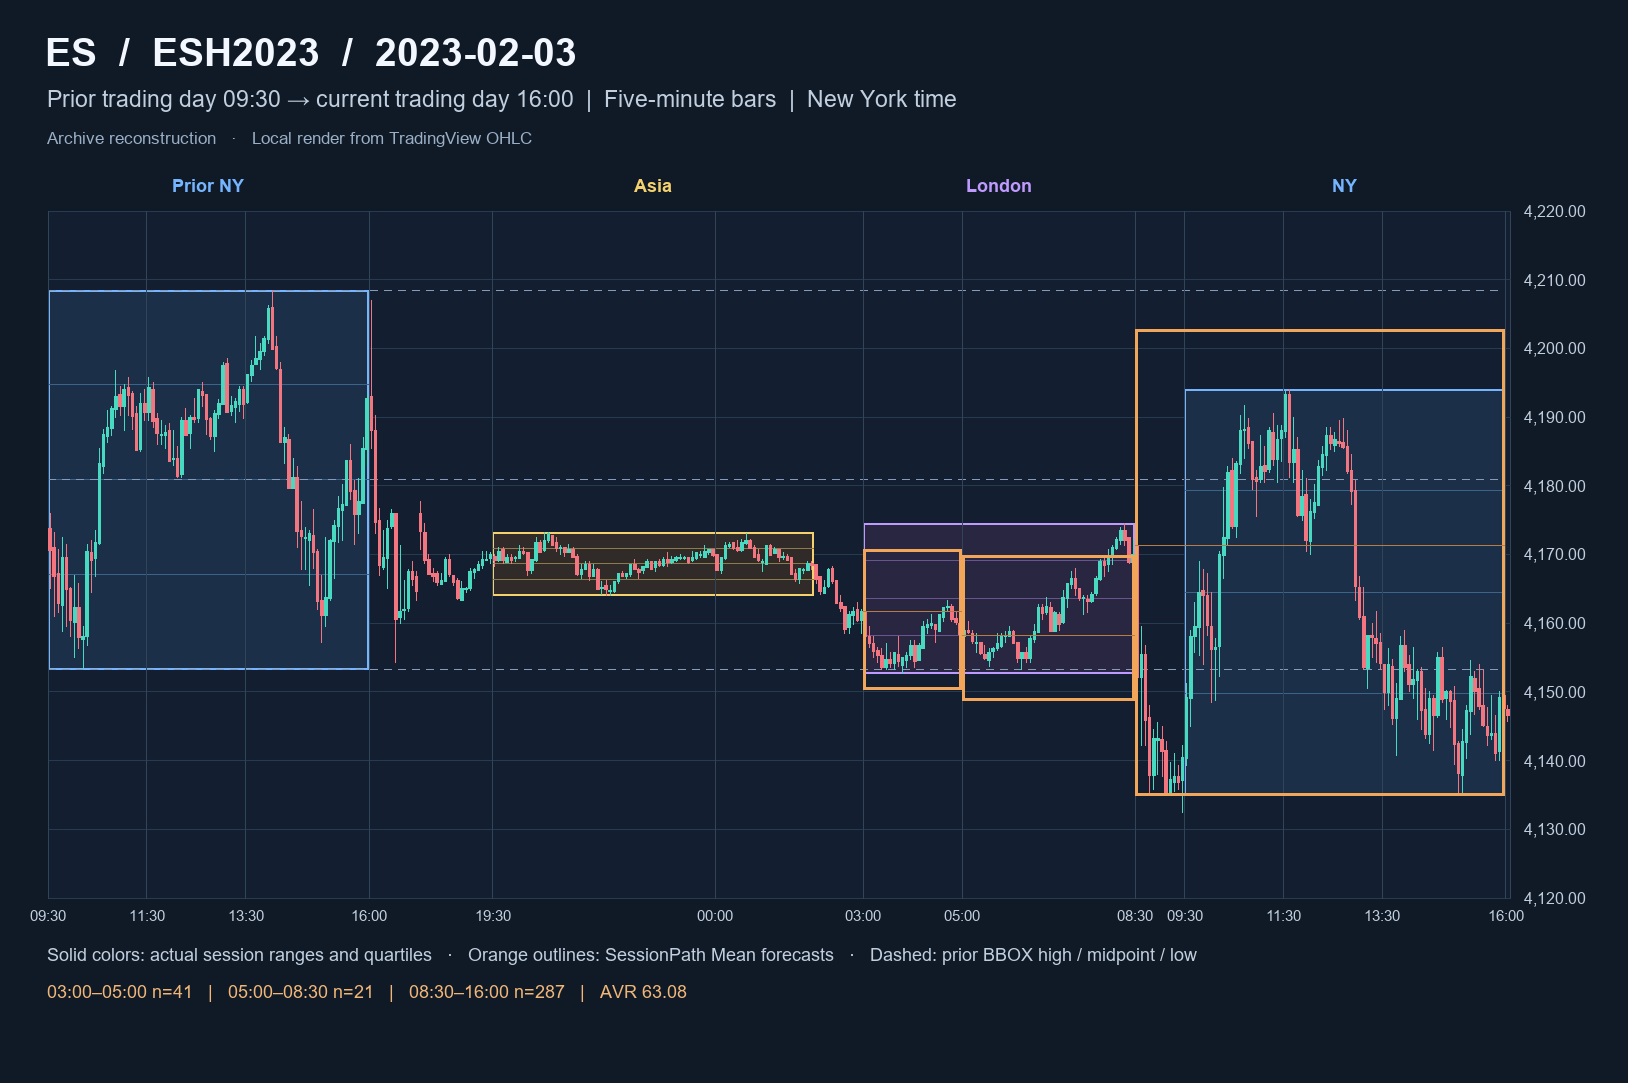 ES / ESH2023 / 2023-02-03
Prior trading day 09:30 → current trading day 16:00 | Five-minute bars | New York time
Archive reconstruction · Local render from TradingView OHLC
Prior NY Asia London NY
4,220.00
4,210.00
4,200.00
4,190.00
4,180.00
4,170.00
4,160.00
4,150.00
4,140.00
4,130.00
4,120.00
09:30 11:30 13:30 16:00 19:30 00:00 03:00 05:00 08:30 09:30 11:30 13:30 16:00
Solid colors: actual session ranges and quartiles · Orange outlines: SessionPath Mean forecasts · Dashed: prior BBOX high / midpoint / low
03:00–05:00 n=41 | 05:00–08:30 n=21 | 08:30–16:00 n=287 | AVR 63.08